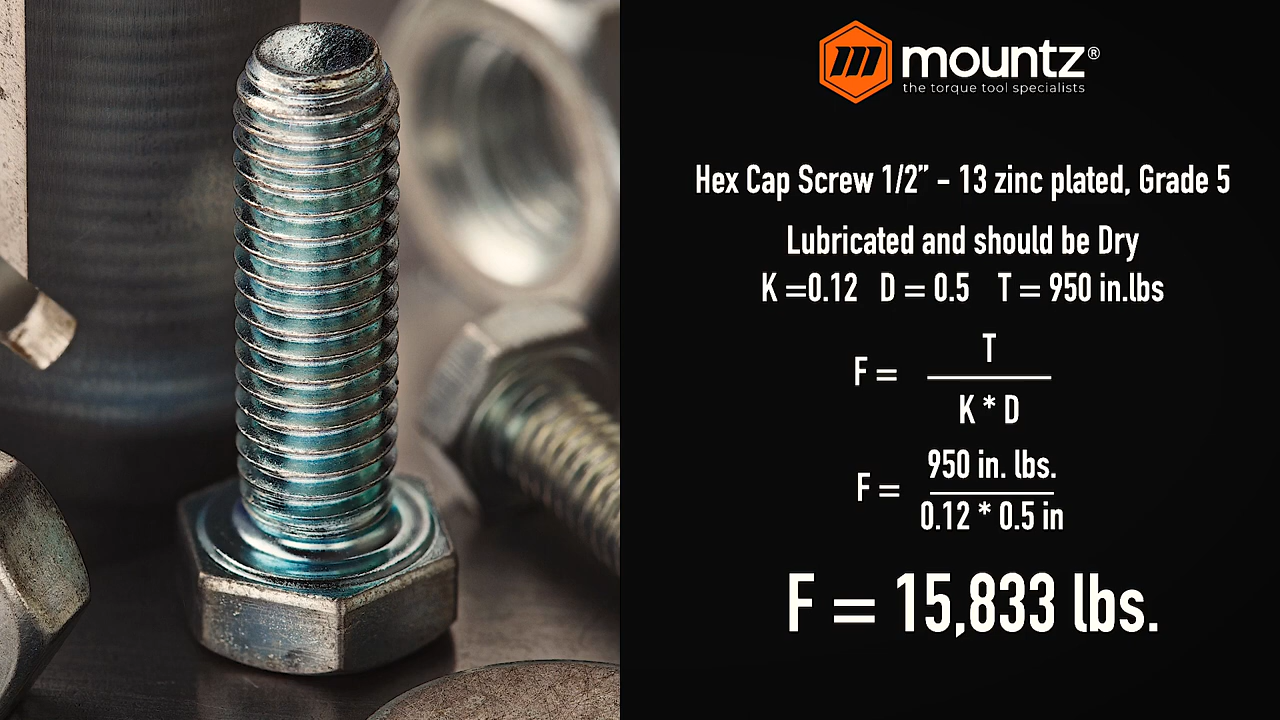 mountz®
the torque tool specialists
Hex Cap Screw 1/2” - 13 zinc plated, Grade 5
Lubricated and should be Dry
K =0.12 D = 0.5 T = 950 in.lbs
F = T
K * D
F = 950 in. lbs.
0.12 * 0.5 in
F = 15,833 lbs.